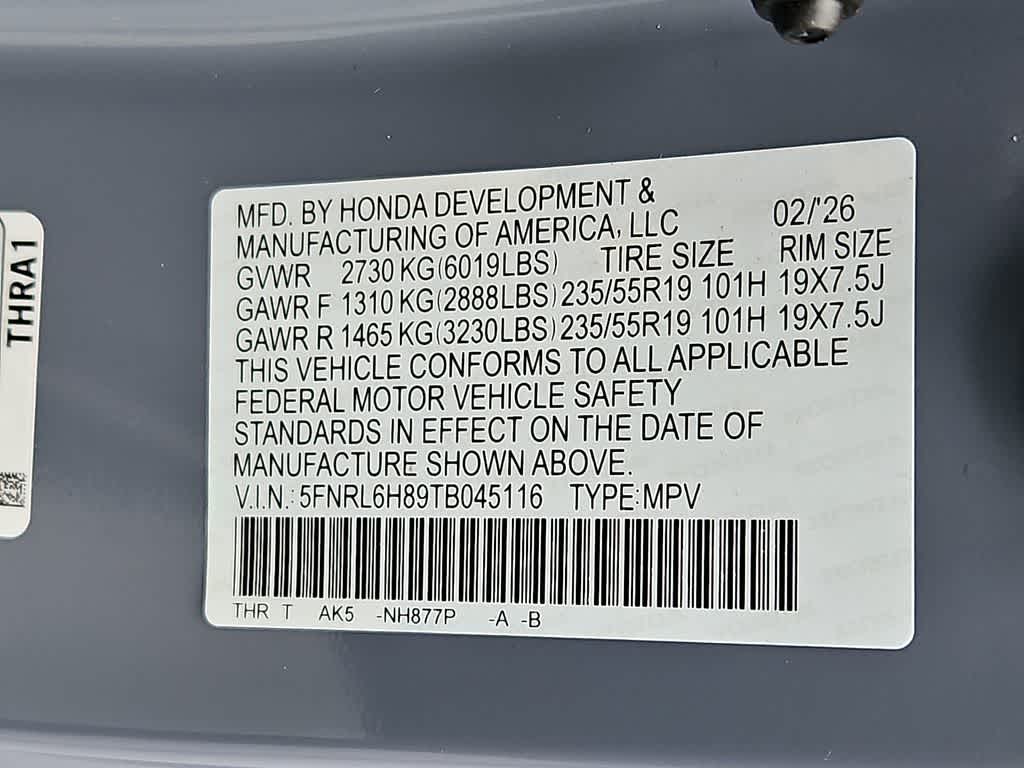 THRA1
MFD. BY HONDA DEVELOPMENT &
MANUFACTURING OF AMERICA, LLC 02/'26
GVWR 2730 KG(6019LBS) TIRE SIZE RIM SIZE
GAWR F 1310 KG(2888LBS) 235/55R19 101H 19X7.5J
GAWR R 1465 KG(3230LBS) 235/55R19 101H 19X7.5J
THIS VEHICLE CONFORMS TO ALL APPLICABLE
FEDERAL MOTOR VEHICLE SAFETY
STANDARDS IN EFFECT ON THE DATE OF
MANUFACTURE SHOWN ABOVE.
V.I.N.: 5FNRL6H89TB045116 TYPE:MPV
THR T AK5 -NH877P -A -B